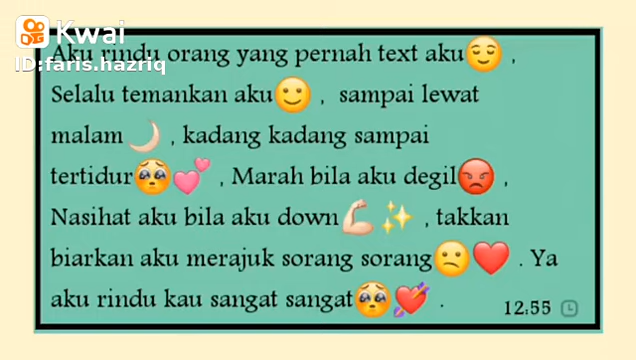 Kwai
ID:faris.hazriq
Aku rindu orang yang pernah text aku😌 ,
Selalu temankan aku🙂 , sampai lewat
malam🌙 , kadang kadang sampai
tertidur🥺💕 , Marah bila aku degil😡 ,
Nasihat aku bila aku down💪🏻✨ , takkan
biarkan aku merajuk sorang sorang🙁❤️ . Ya
aku rindu kau sangat sangat🥺💘 .
12:55